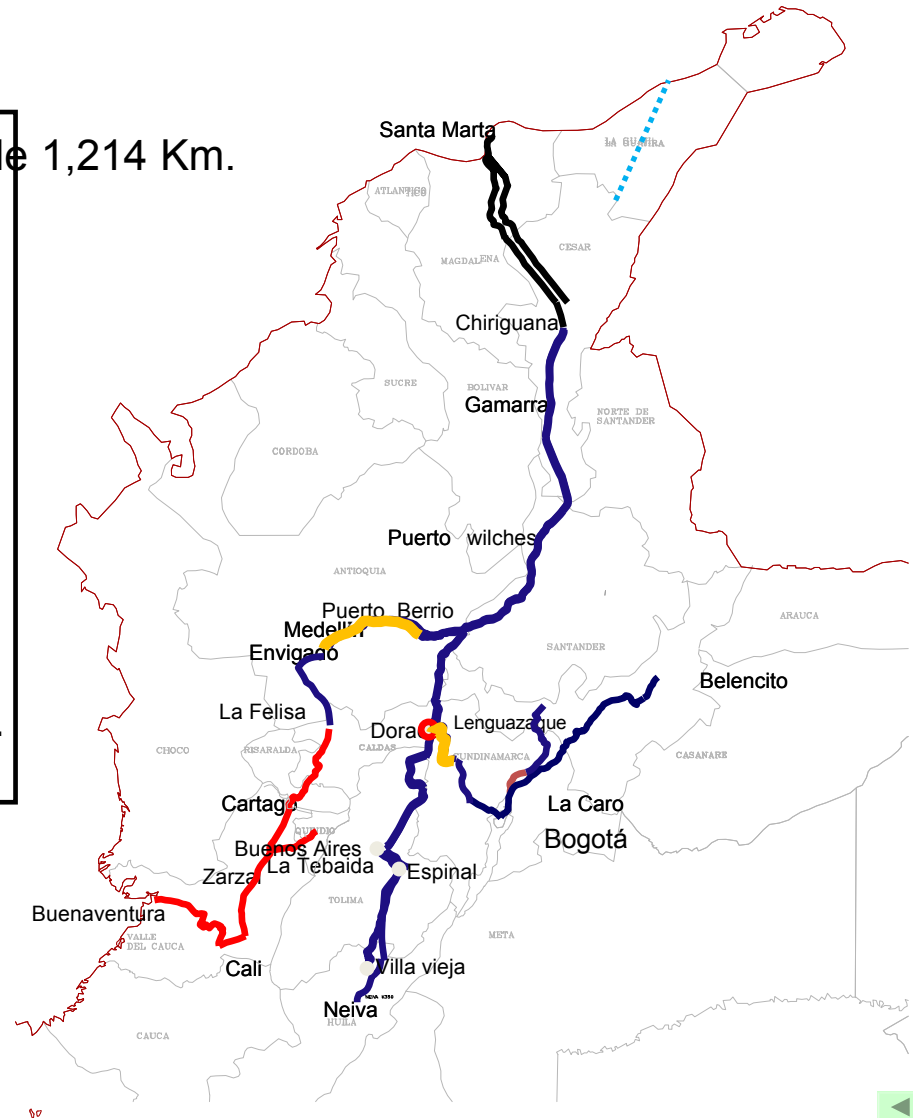 Santa Marta
le 1,214 Km.
LA GUAJIRA
ATLANTICO
CESAR
MAGDALENA
Chiriguana
SUCRE
BOLIVAR
Gamarra
NORTE DE
SANTANDER
CORDOBA
Puerto wilches
ANTIOQUIA
Puerto Berrio
ARAUCA
Medellin
SANTANDER
Envigado
Belencito
La Felisa
Lenguazaque
Dora
CHOCO
RISARALDA
CALDAS
CUNDINAMARCA
CASANARE
Cartago
La Caro
QUINDIO
Bogotá
Buenos Aires
La Tebaida
Espinal
Zarzal
TOLIMA
Buenaventura
META
VALLE
DEL CAUCA
Cali
Villa vieja
Neiva
HUILA
CAUCA